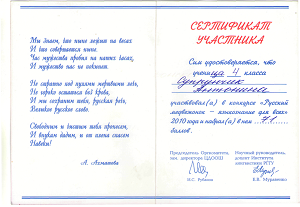 Мы знаем, что ныне лежит на весах
И что совершается ныне.
Час мужества пробил на наших часах,
И мужество нас не покинет.
Не страшно под пулями мертвыми лечь,
Не горько остаться без крова,
И мы сохраним тебя, русская речь,
Великое русское слово.
Свободным и чистым тебя пронесем,
И внукам дадим, и от плена спасем
Навеки!
А. Ахматова
СЕРТИФИКАТ
УЧАСТНИКА
Сим удостоверяется, что
ученица 4 класса
Антонина
участвовал(а) в конкурсе «Русский
медвежонок - языкознание для всех»
2010 года и набрал(а) в нем 71
баллов.
Председатель Оргкомитета,
зам. директора ЦДООШ
И.С. Рубанов
Научный руководитель,
доцент Института
лингвистики РГГУ
Е.В. Муравенко